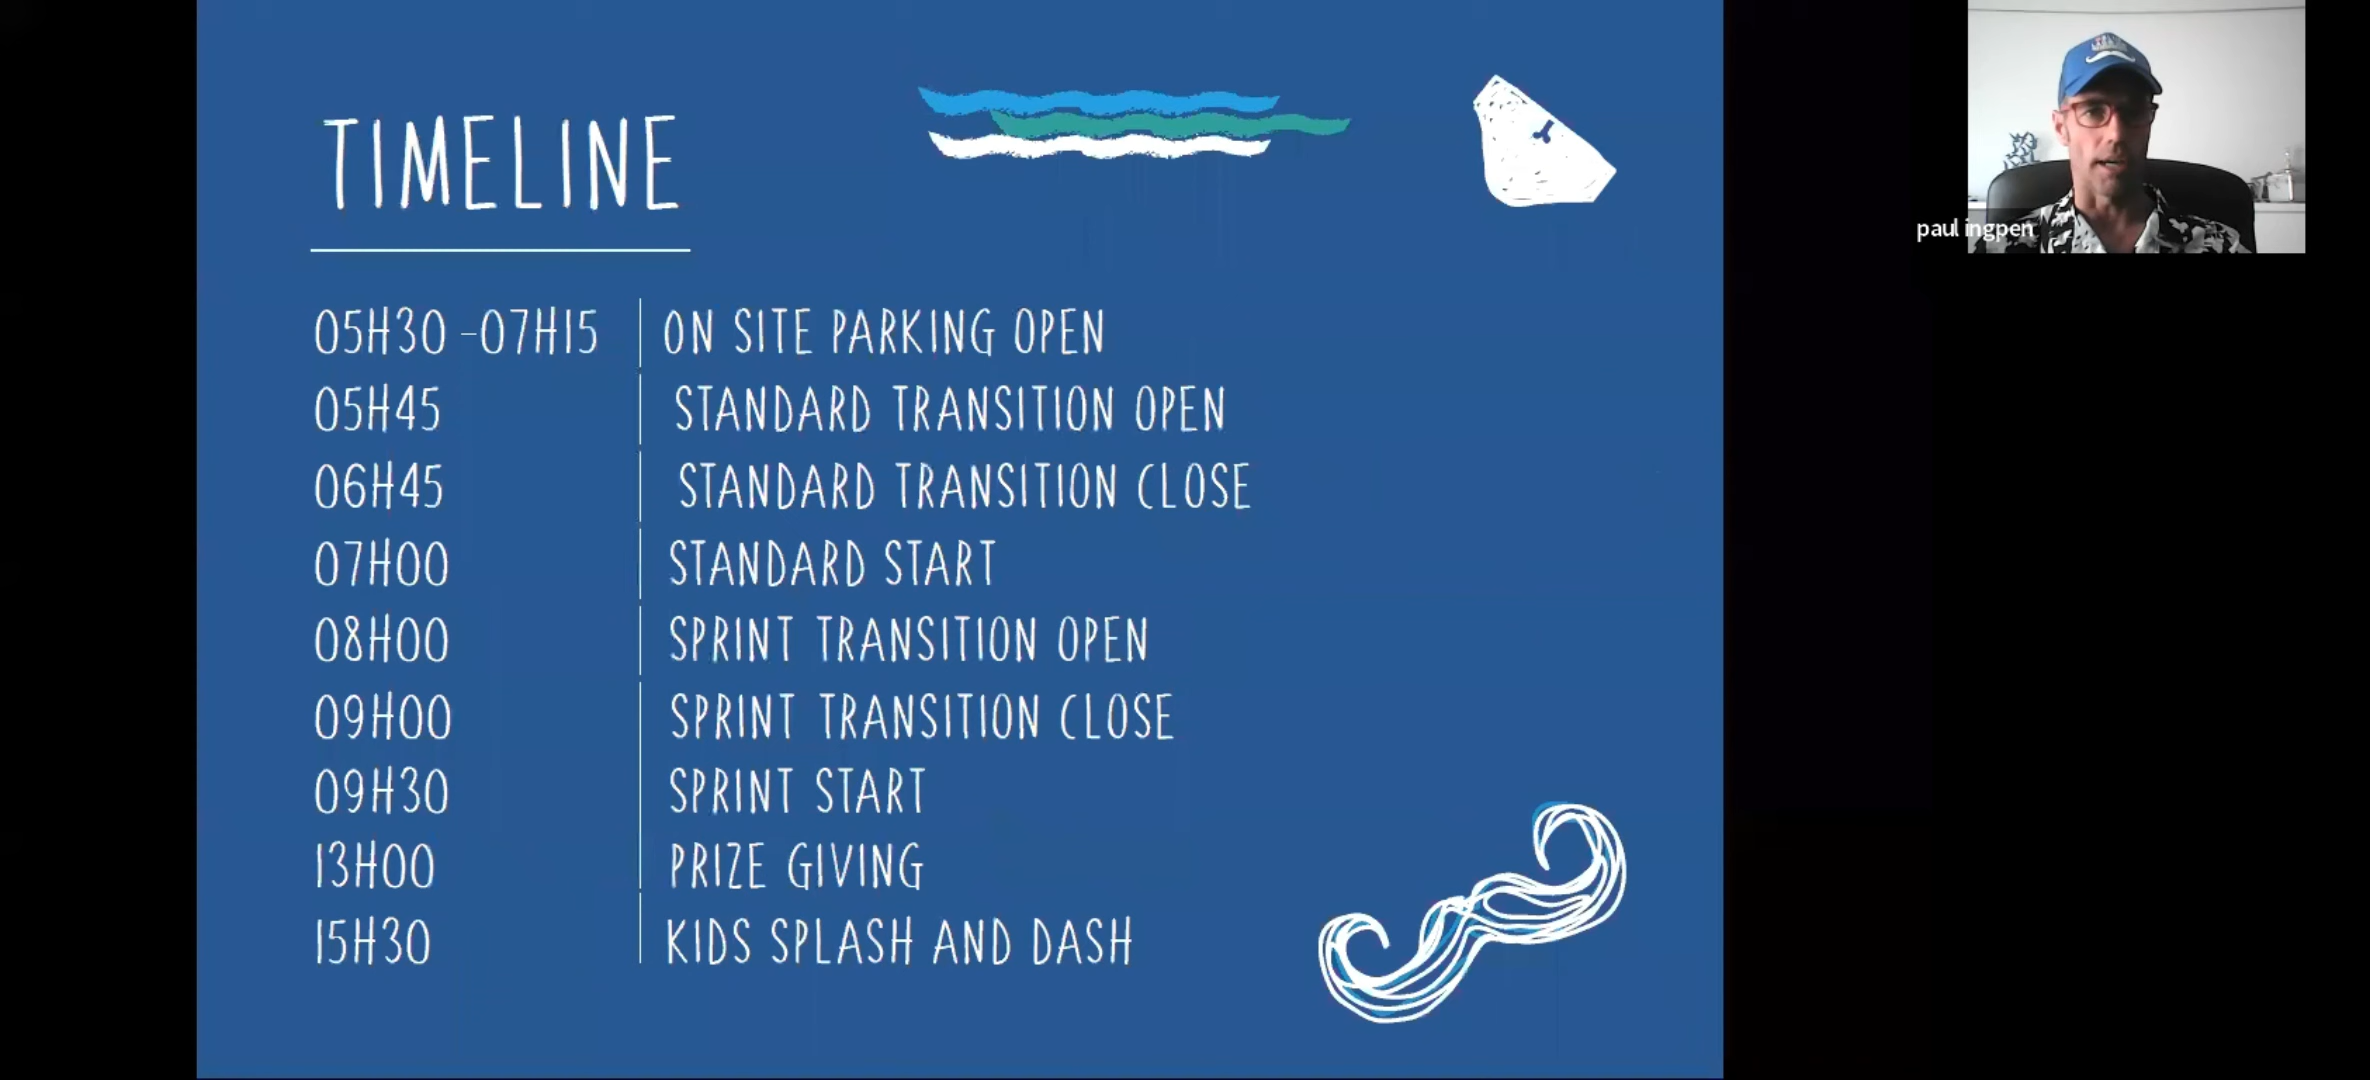 TIMELINE
05H30 -07H15 ON SITE PARKING OPEN
05H45 STANDARD TRANSITION OPEN
06H45 STANDARD TRANSITION CLOSE
07H00 STANDARD START
08H00 SPRINT TRANSITION OPEN
09H00 SPRINT TRANSITION CLOSE
09H30 SPRINT START
13H00 PRIZE GIVING
15H30 KIDS SPLASH AND DASH
paul ingpen